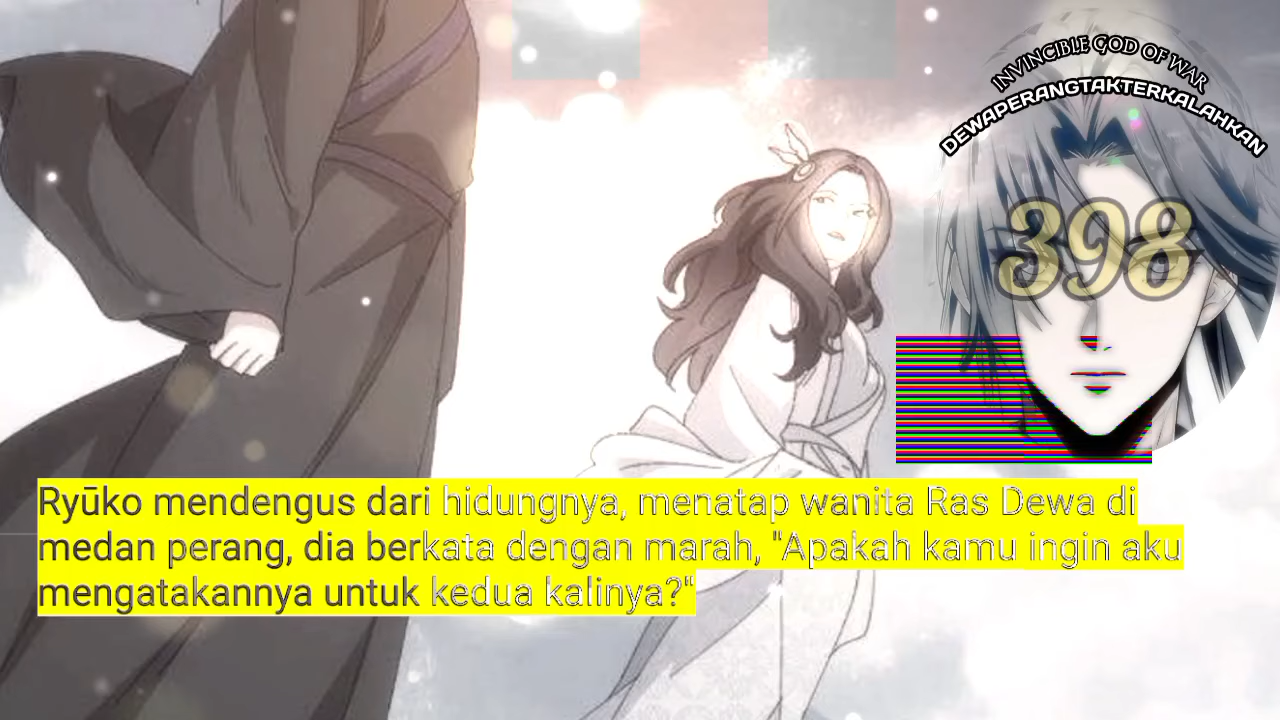 INVINCIBLE GOD OF WAR
DEWAPERANGTAKTERKALAHKAN
398
Ryūko mendengus dari hidungnya, menatap wanita Ras Dewa di
medan perang, dia berkata dengan marah, "Apakah kamu ingin aku
mengatakannya untuk kedua kalinya?"